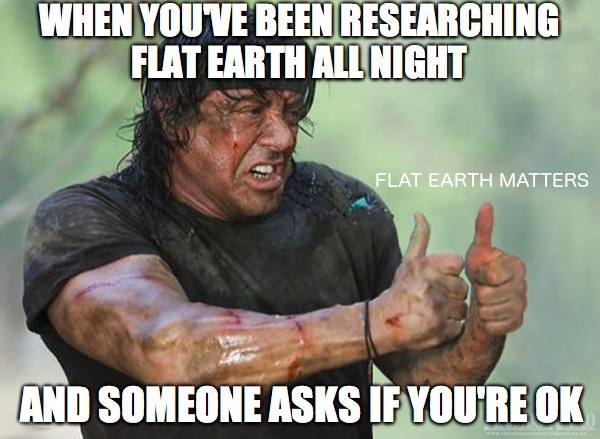 WHEN YOU'VE BEEN RESEARCHING
FLAT EARTH ALL NIGHT
FLAT EARTH MATTERS
AND SOMEONE ASKS IF YOU'RE OK